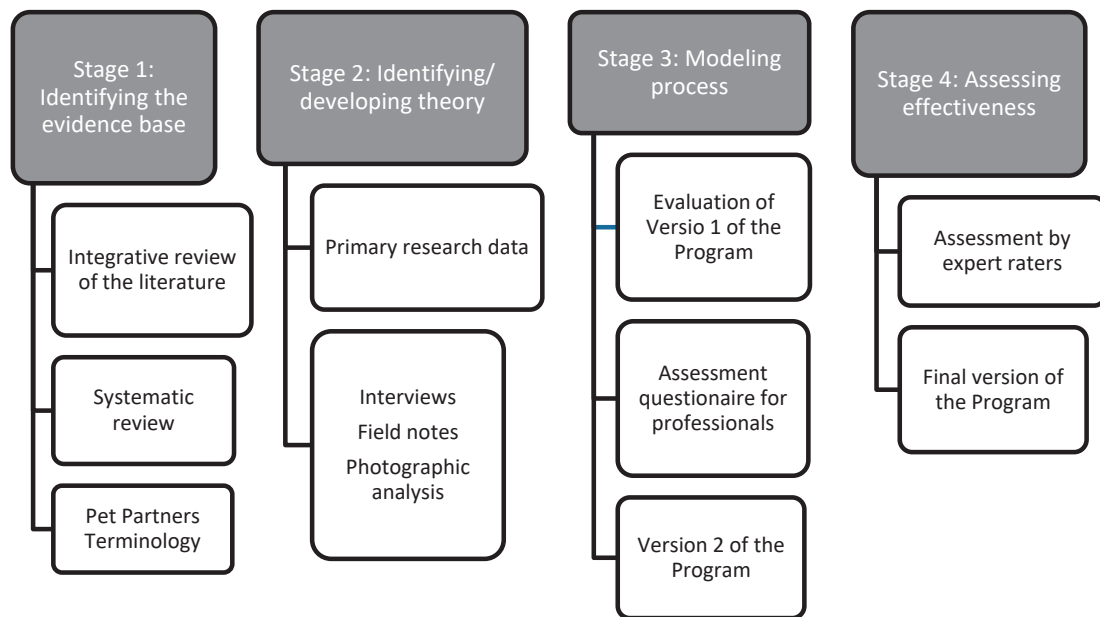 Stage 1:
Identifying the
evidence base
Integrative review
of the literature
Systematic
review
Pet Partners
Terminology
Stage 2: Identifying/
developing theory
Primary research data
Interviews
Field notes
Photographic
analysis
Stage 3: Modeling
process
Evaluation of
Versio 1 of the
Program
Assessment
questionaire for
professionals
Version 2 of the
Program
Stage 4: Assessing
effectiveness
Assessment by
expert raters
Final version of
the Program